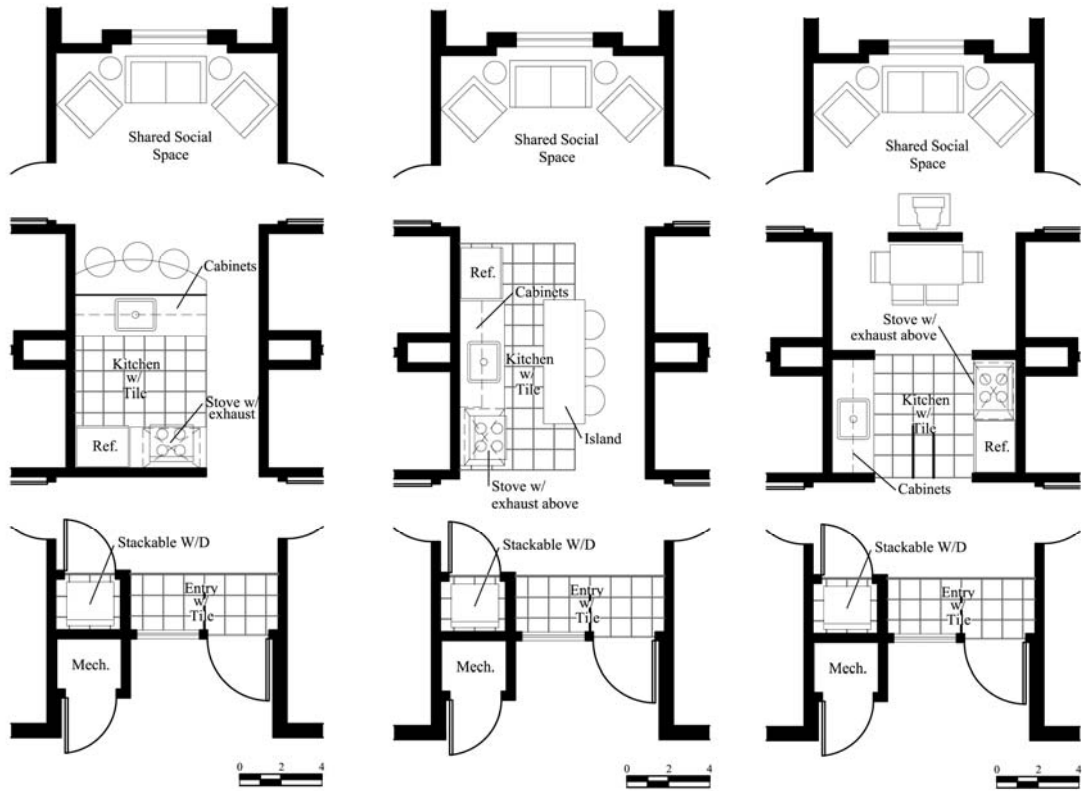 Shared Social
Space
Cabinets
Kitchen
w/
Tile
Stove w/
exhaust
Ref.
Stackable W/D
Entry
w/
Tile
Mech.
0 2 4
Shared Social
Space
Ref.
Cabinets
Kitchen
w/
Tile
Island
Stove w/
exhaust above
Stackable W/D
Entry
w/
Tile
Mech.
0 2 4
Shared Social
Space
Stove w/
exhaust above
Kitchen
w/
Tile
Ref.
Cabinets
Stackable W/D
Entry
w/
Tile
Mech.
0 2 4